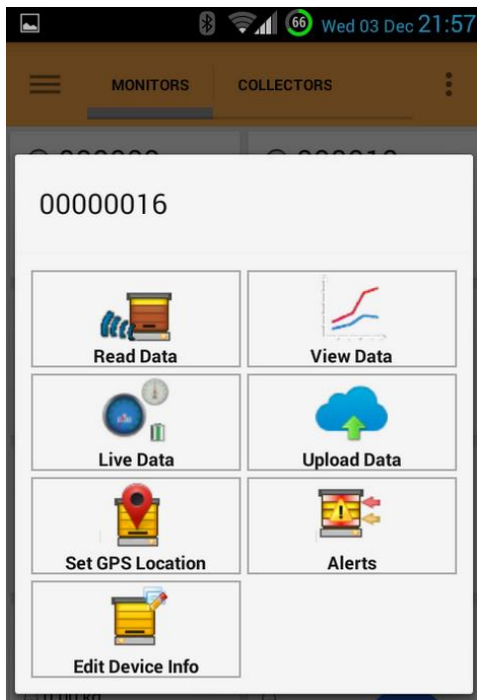 66 Wed 03 Dec 21:57
MONITORS COLLECTORS
00000016
Read Data View Data
Live Data Upload Data
Set GPS Location Alerts
Edit Device Info